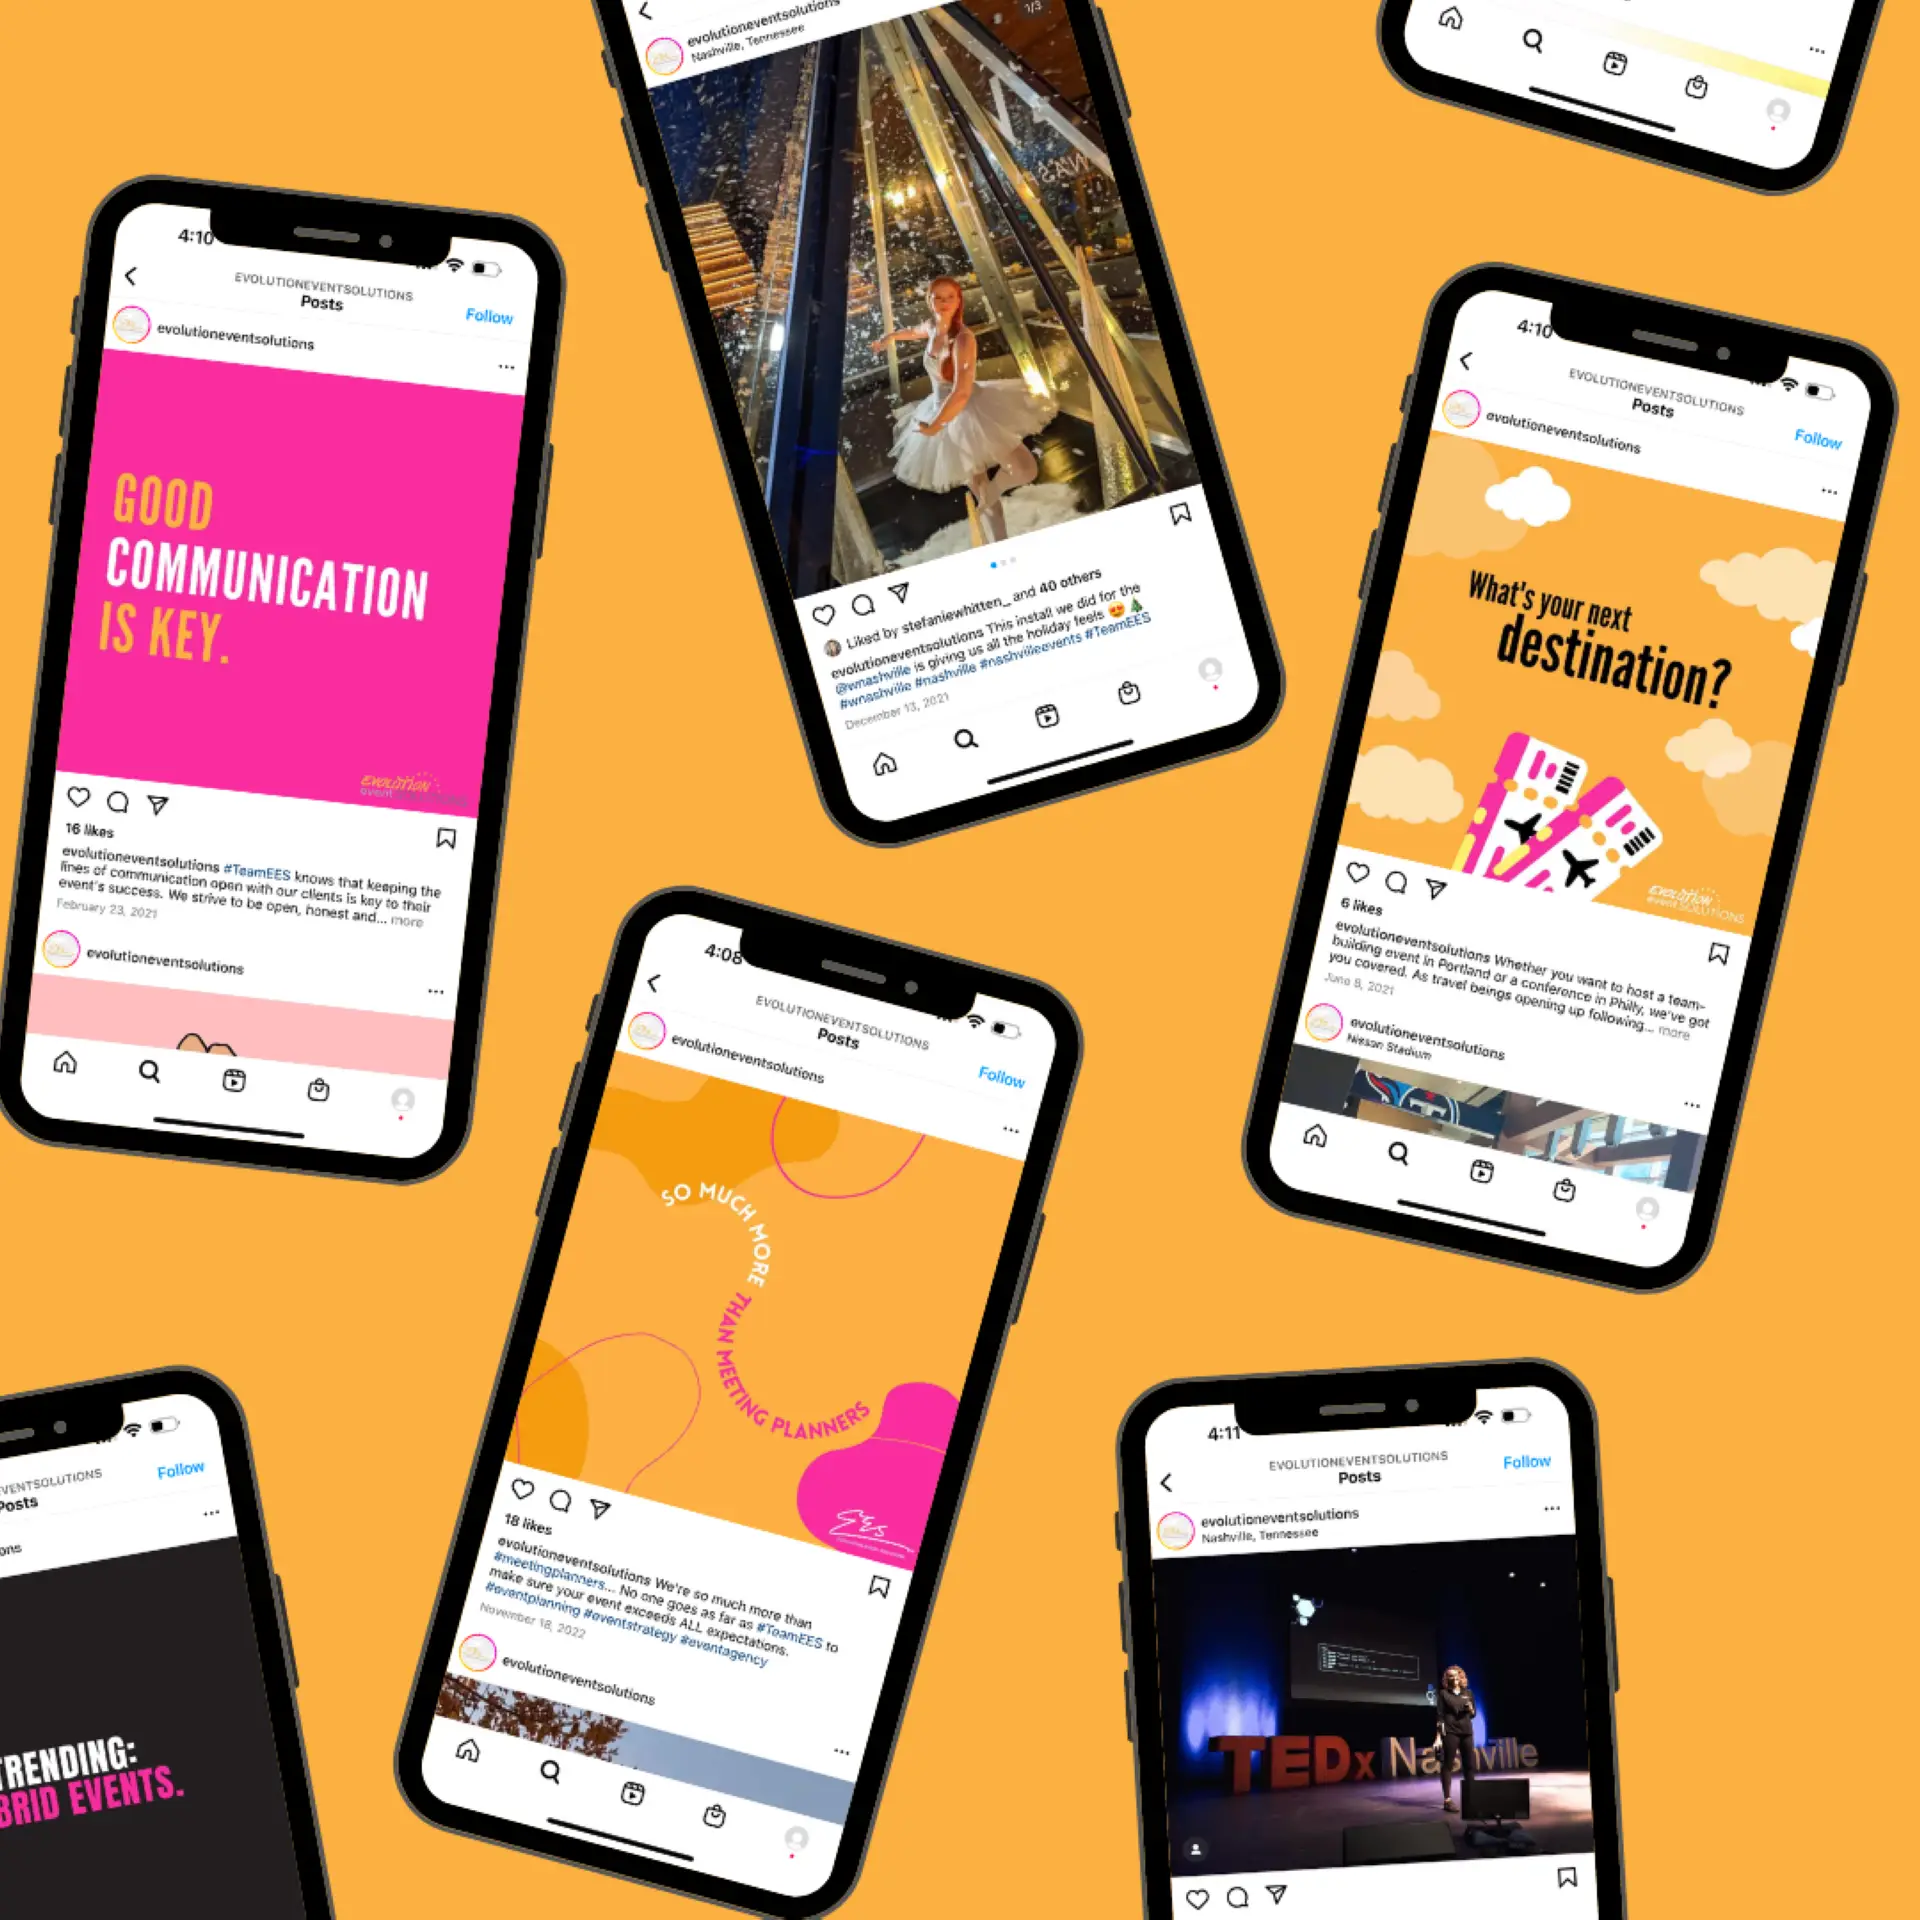 evolutioneventsolutions
Nashville, Tennessee
1/3
Liked by stefaniewhitten_ and 40 others
evolutioneventsolutions This install we did for the
@wnashville is giving us all the holiday feels 😍🎄
#wnashville #nashville #nashvilleevents #TeamEES
December 13, 2021
4:10
EVOLUTIONEVENTSOLUTIONS
Posts
Follow
evolutioneventsolutions
GOOD
COMMUNICATION
IS KEY.
EVOLUTION
event
16 likes
evolutioneventsolutions #TeamEES knows that keeping the
lines of communication open with our clients is key to their
event's success. We strive to be open, honest and... more
February 23, 2021
evolutioneventsolutions
4:10
EVOLUTIONEVENTSOLUTIONS
Posts
Follow
evolutioneventsolutions
What's your next
destination?
EVOLUTION
event SOLUTIONS
6 likes
evolutioneventsolutions Whether you want to host a team-
building event in Portland or a conference in Philly, we've got
you covered. As travel beings opening up following... more
June 8, 2021
evolutioneventsolutions
Nissan Stadium
4:08
EVOLUTIONEVENTSOLUTIONS
Posts
Follow
evolutioneventsolutions
SO MUCH MORE THAN MEETING PLANNERS
18 likes
evolutioneventsolutions We're so much more than
#meetingplanners... No one goes as far as #TeamEES to
make sure your event exceeds ALL expectations.
#eventplanning #eventstrategy #eventagency
November 18, 2022
evolutioneventsolutions
VENTSOLUTIONS
Posts
Follow
ons
TRENDING:
BRID EVENTS.
4:11
EVOLUTIONEVENTSOLUTIONS
Posts
Follow
evolutioneventsolutions
Nashville, Tennessee
TEDx Nashville